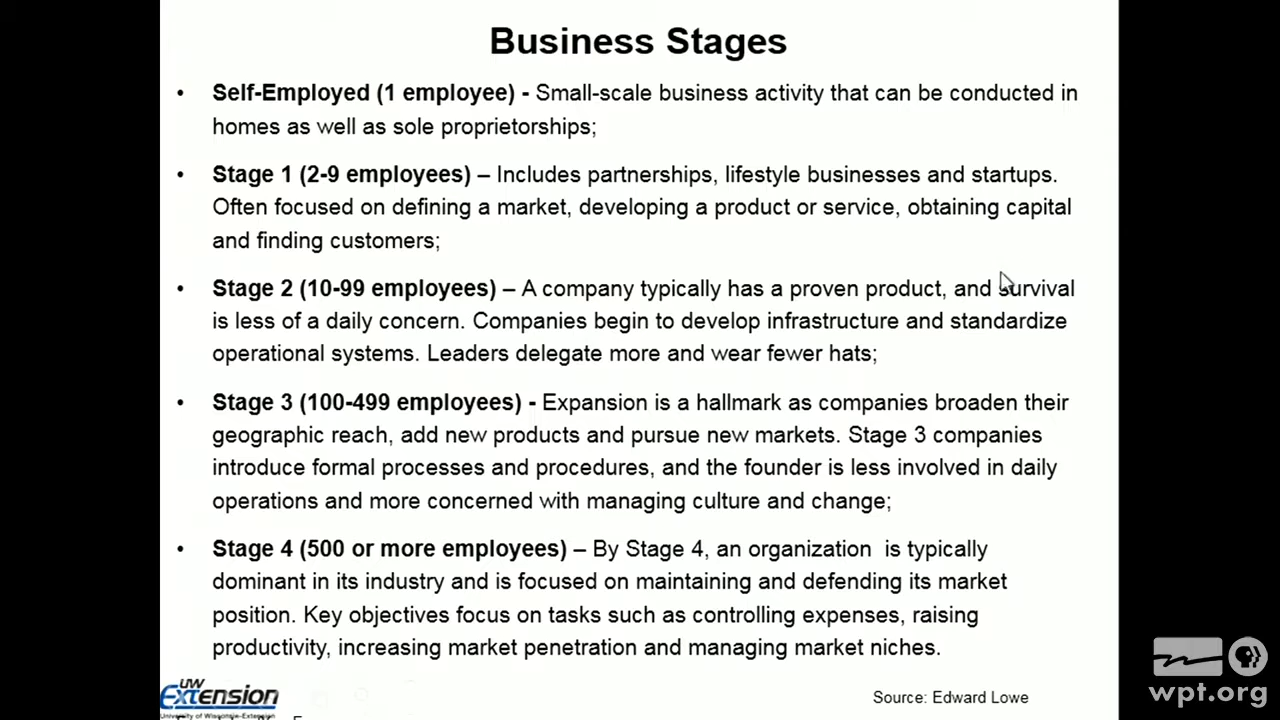 Business Stages
• Self-Employed (1 employee) - Small-scale business activity that can be conducted in
homes as well as sole proprietorships;
• Stage 1 (2-9 employees) – Includes partnerships, lifestyle businesses and startups.
Often focused on defining a market, developing a product or service, obtaining capital
and finding customers;
• Stage 2 (10-99 employees) – A company typically has a proven product, and survival
is less of a daily concern. Companies begin to develop infrastructure and standardize
operational systems. Leaders delegate more and wear fewer hats;
• Stage 3 (100-499 employees) - Expansion is a hallmark as companies broaden their
geographic reach, add new products and pursue new markets. Stage 3 companies
introduce formal processes and procedures, and the founder is less involved in daily
operations and more concerned with managing culture and change;
• Stage 4 (500 or more employees) – By Stage 4, an organization is typically
dominant in its industry and is focused on maintaining and defending its market
position. Key objectives focus on tasks such as controlling expenses, raising
productivity, increasing market penetration and managing market niches.
UW
Extension
University of Wisconsin-Extension
Source: Edward Lowe
wpt.org